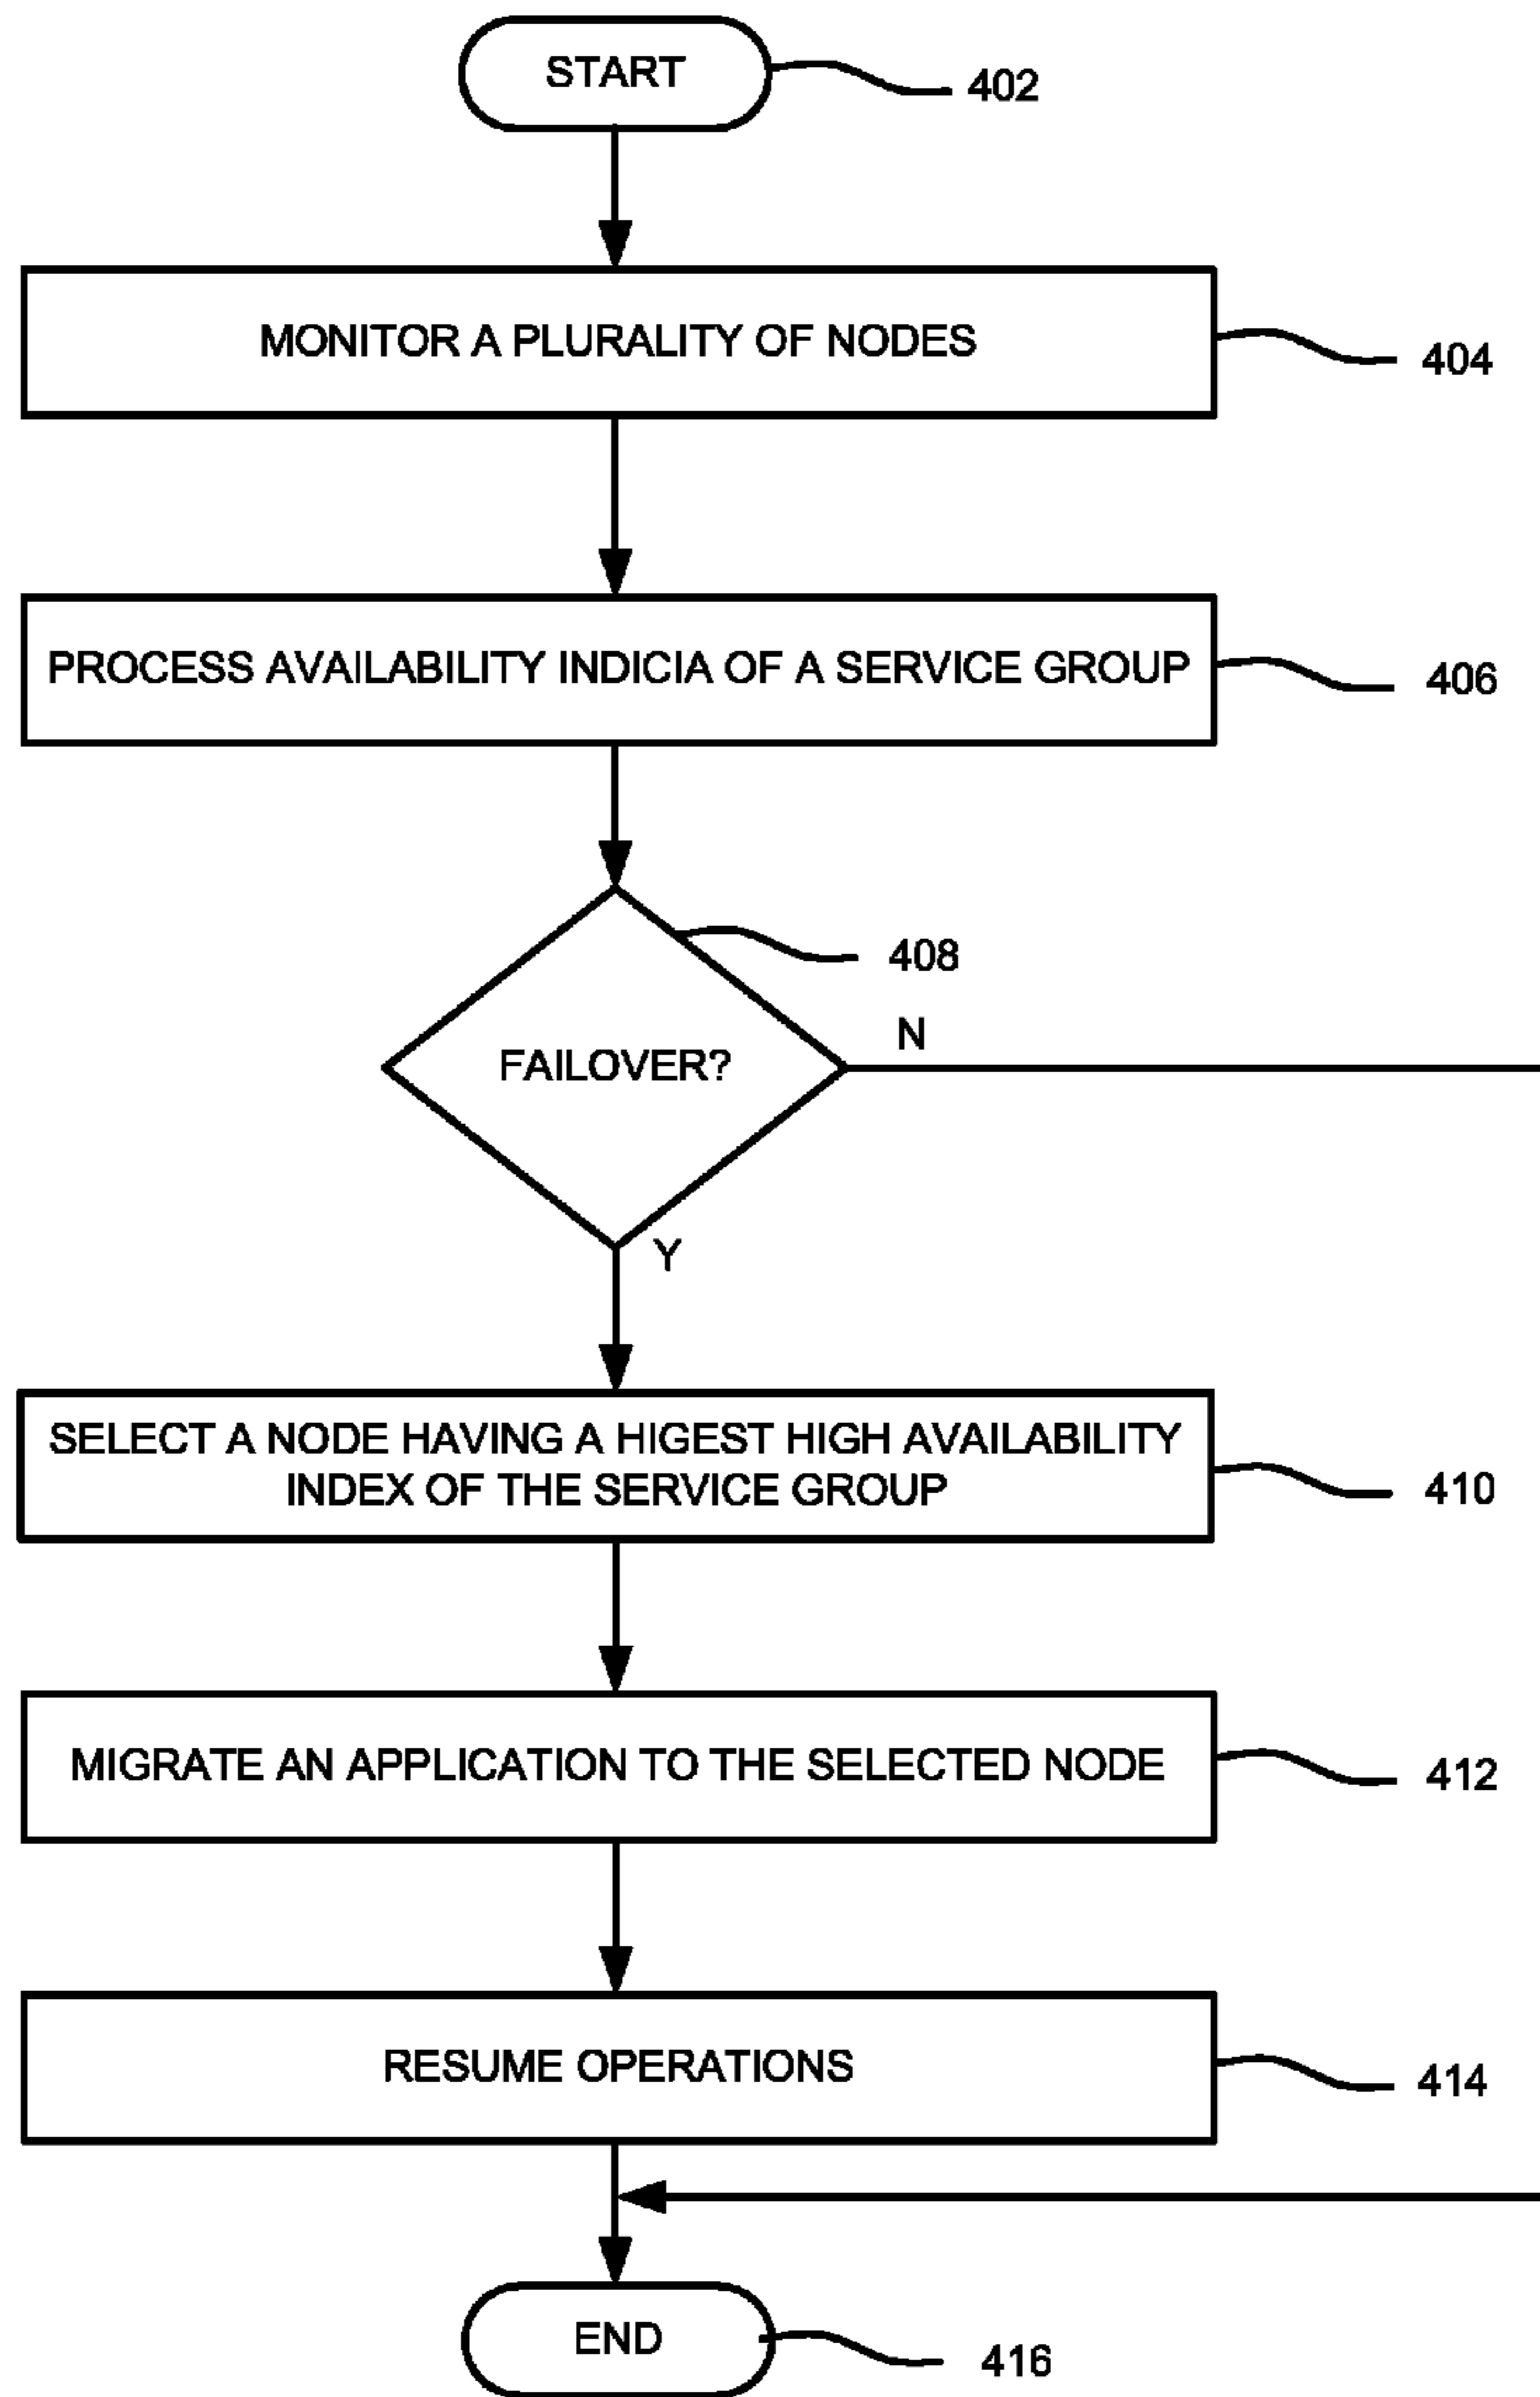 START
402
MONITOR A PLURALITY OF NODES
404
PROCESS AVAILABILITY INDICIA OF A SERVICE GROUP
406
408
N
FAILOVER?
Y
SELECT A NODE HAVING A HIGEST HIGH AVAILABILITY
INDEX OF THE SERVICE GROUP
410
MIGRATE AN APPLICATION TO THE SELECTED NODE
412
RESUME OPERATIONS
414
END
416